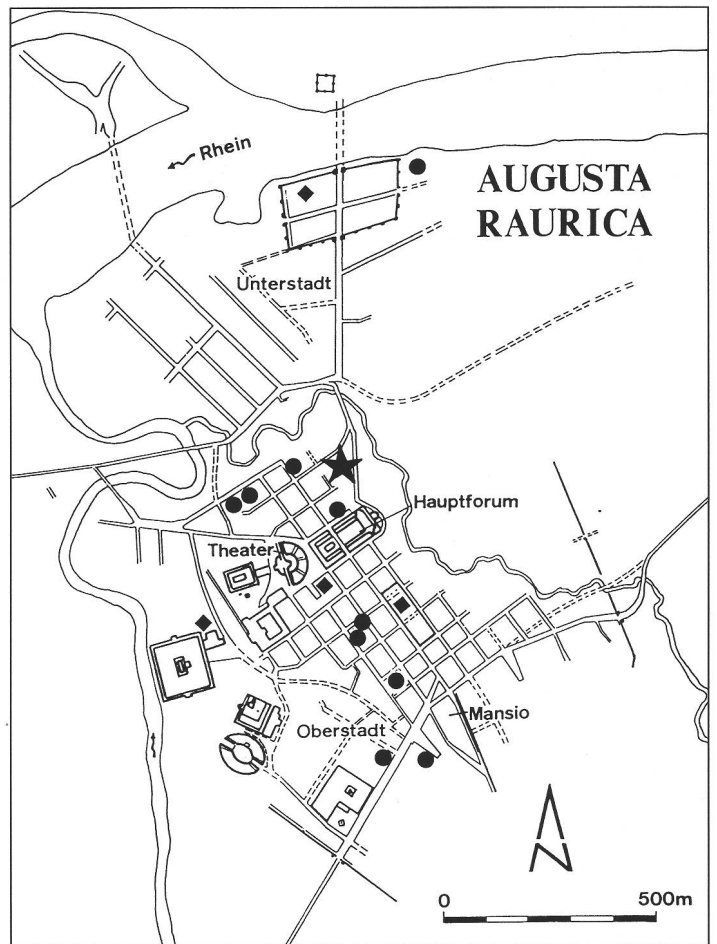 Rhein
AUGUSTA
RAURICA
Unterstadt
Hauptforum
Theater
Mansio
Oberstadt
N
0 500m